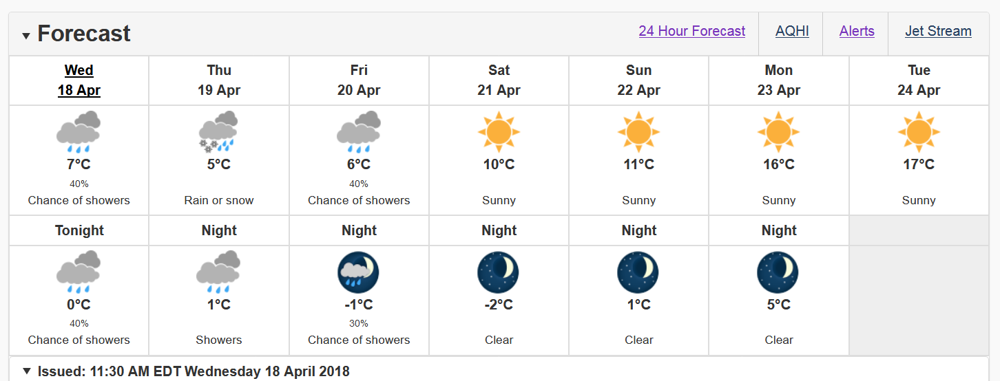 ▼ Forecast
24 Hour Forecast AQHI Alerts Jet Stream
Wed Thu Fri Sat Sun Mon Tue
18 Apr 19 Apr 20 Apr 21 Apr 22 Apr 23 Apr 24 Apr
7°C 5°C 6°C 10°C 11°C 16°C 17°C
40% 40%
Chance of showers Rain or snow Chance of showers Sunny Sunny Sunny Sunny
Tonight Night Night Night Night Night
0°C 1°C -1°C -2°C 1°C 5°C
40% 30%
Chance of showers Showers Chance of showers Clear Clear Clear
▼ Issued: 11:30 AM EDT Wednesday 18 April 2018